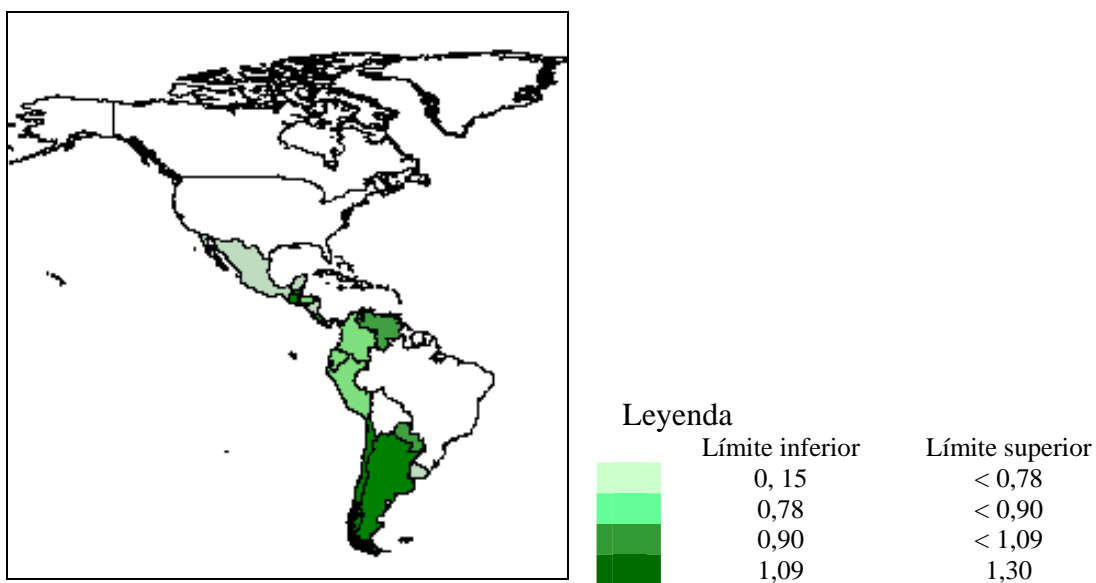 Leyenda
Límite inferior Límite superior
0, 15 < 0,78
0,78 < 0,90
0,90 < 1,09
1,09 1,30